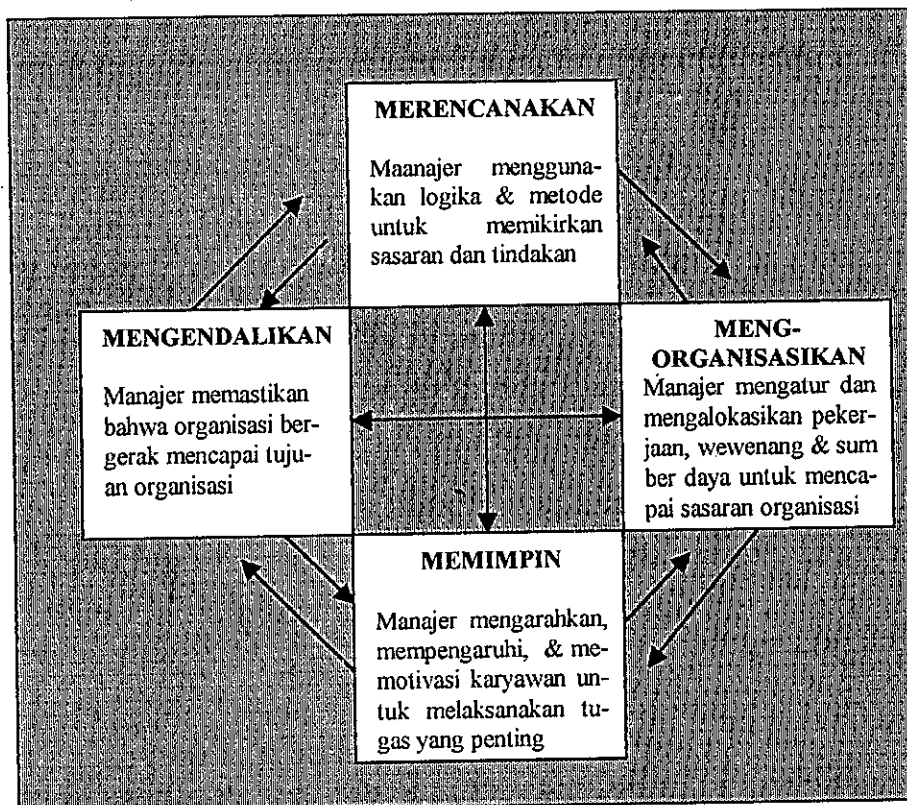 MERENCANAKAN
Maanajer mengguna-
kan logika & metode
untuk memikirkan
sasaran dan tindakan
MENGENDALIKAN
Manajer memastikan
bahwa organisasi ber-
gerak mencapai tuju-
an organisasi
MENG-
ORGANISASIKAN
Manajer mengatur dan
mengalokasikan peker-
jaan, wewenang & sum
ber daya untuk menca-
pai sasaran organisasi
MEMIMPIN
Manajer mengarahkan,
mempengaruhi, & me-
motivasi karyawan un-
tuk melaksanakan tu-
gas yang penting